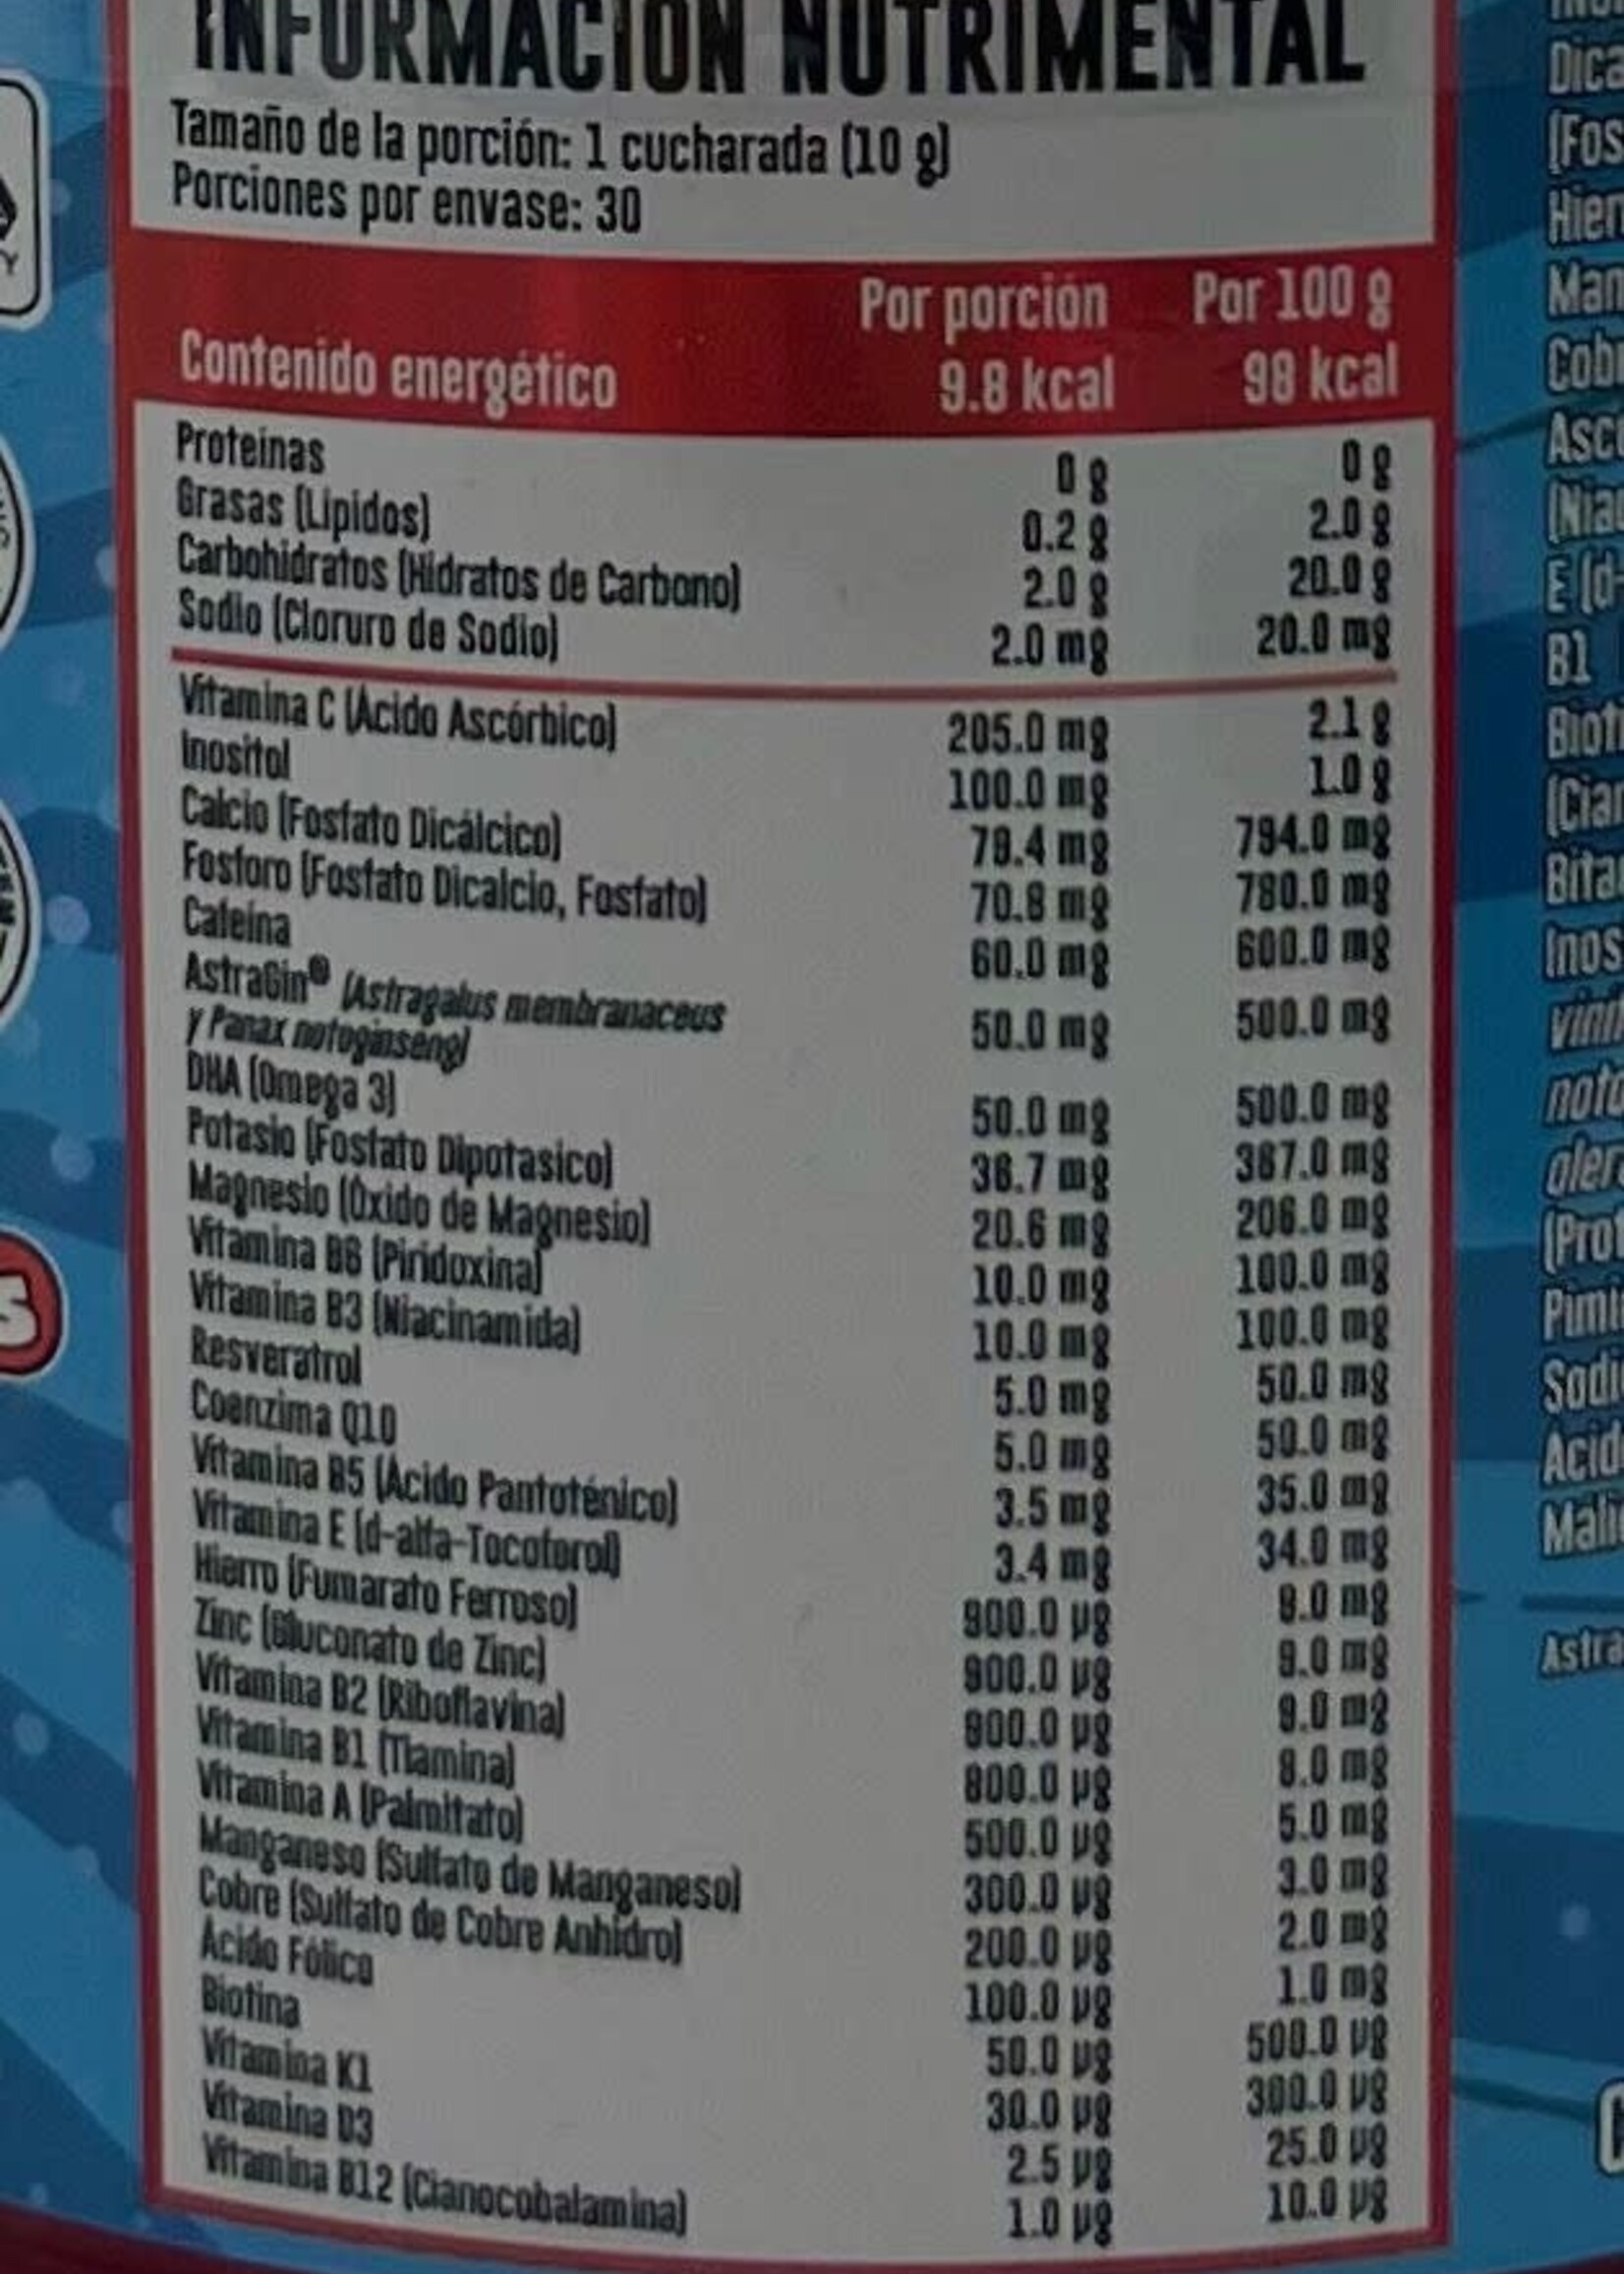 INFORMACIÓN NUTRIMENTAL
Tamaño de la porción: 1 cucharada (10 g)
Porciones por envase: 30
Por porción Por 100 g
Contenido energético 9.8 kcal 98 kcal
Proteínas 0 g 0 g
Grasas (Lípidos) 0.2 g 2.0 g
Carbohidratos (Hidratos de Carbono) 2.0 g 20.0 g
Sodio (Cloruro de Sodio) 2.0 mg 20.0 mg
Vitamina C (Ácido Ascórbico) 205.0 mg 2.1 g
Inositol 100.0 mg 1.0 g
Calcio (Fosfato Dicálcico) 79.4 mg 794.0 mg
Fosforo (Fosfato Dicalcio, Fosfato) 70.8 mg 780.0 mg
Cafeína 60.0 mg 600.0 mg
AstraGin® (Astragalus membranaceus 50.0 mg 500.0 mg
y Panax notoginseng)
DHA (Omega 3) 50.0 mg 500.0 mg
Potasio (Fosfato Dipotasico) 36.7 mg 367.0 mg
Magnesio (Óxido de Magnesio) 20.6 mg 206.0 mg
Vitamina B6 (Piridoxina) 10.0 mg 100.0 mg
Vitamina B3 (Niacinamida) 10.0 mg 100.0 mg
Resveratrol 5.0 mg 50.0 mg
Coenzima Q10 5.0 mg 50.0 mg
Vitamina B5 (Ácido Pantoténico) 3.5 mg 35.0 mg
Vitamina E (d-alfa-Tocoferol) 3.4 mg 34.0 mg
Hierro (Fumarato Ferroso) µg mg
Zinc (Gluconato de Zinc) 900.0 µg 9.0 mg
Vitamina B2 (Riboflavina) µg mg
Vitamina B1 (Tiamina) 800.0 µg 8.0 mg
Vitamina A (Palmitato) 500.0 µg 5.0 mg
Manganeso (Sulfato de Manganeso) 300.0 µg 3.0 mg
Cobre (Sulfato de Cobre Anhidro) 200.0 µg 2.0 mg
Ácido Fólico 100.0 µg 1.0 mg
Biotina 50.0 µg 500.0 µg
Vitamina K1 30.0 µg 300.0 µg
Vitamina D3 2.5 µg 25.0 µg
Vitamina B12 (Cianocobalamina) 1.0 µg 10.0 µg
B1